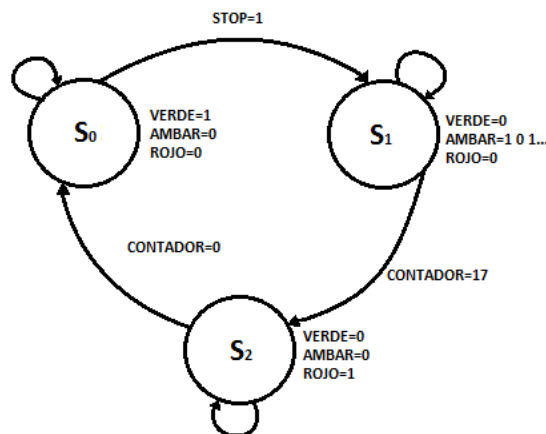 STOP=1
S0
VERDE=1
AMBAR=0
ROJO=0
S1
VERDE=0
AMBAR=1 0 1...
ROJO=0
CONTADOR=0
CONTADOR=17
S2
VERDE=0
AMBAR=0
ROJO=1